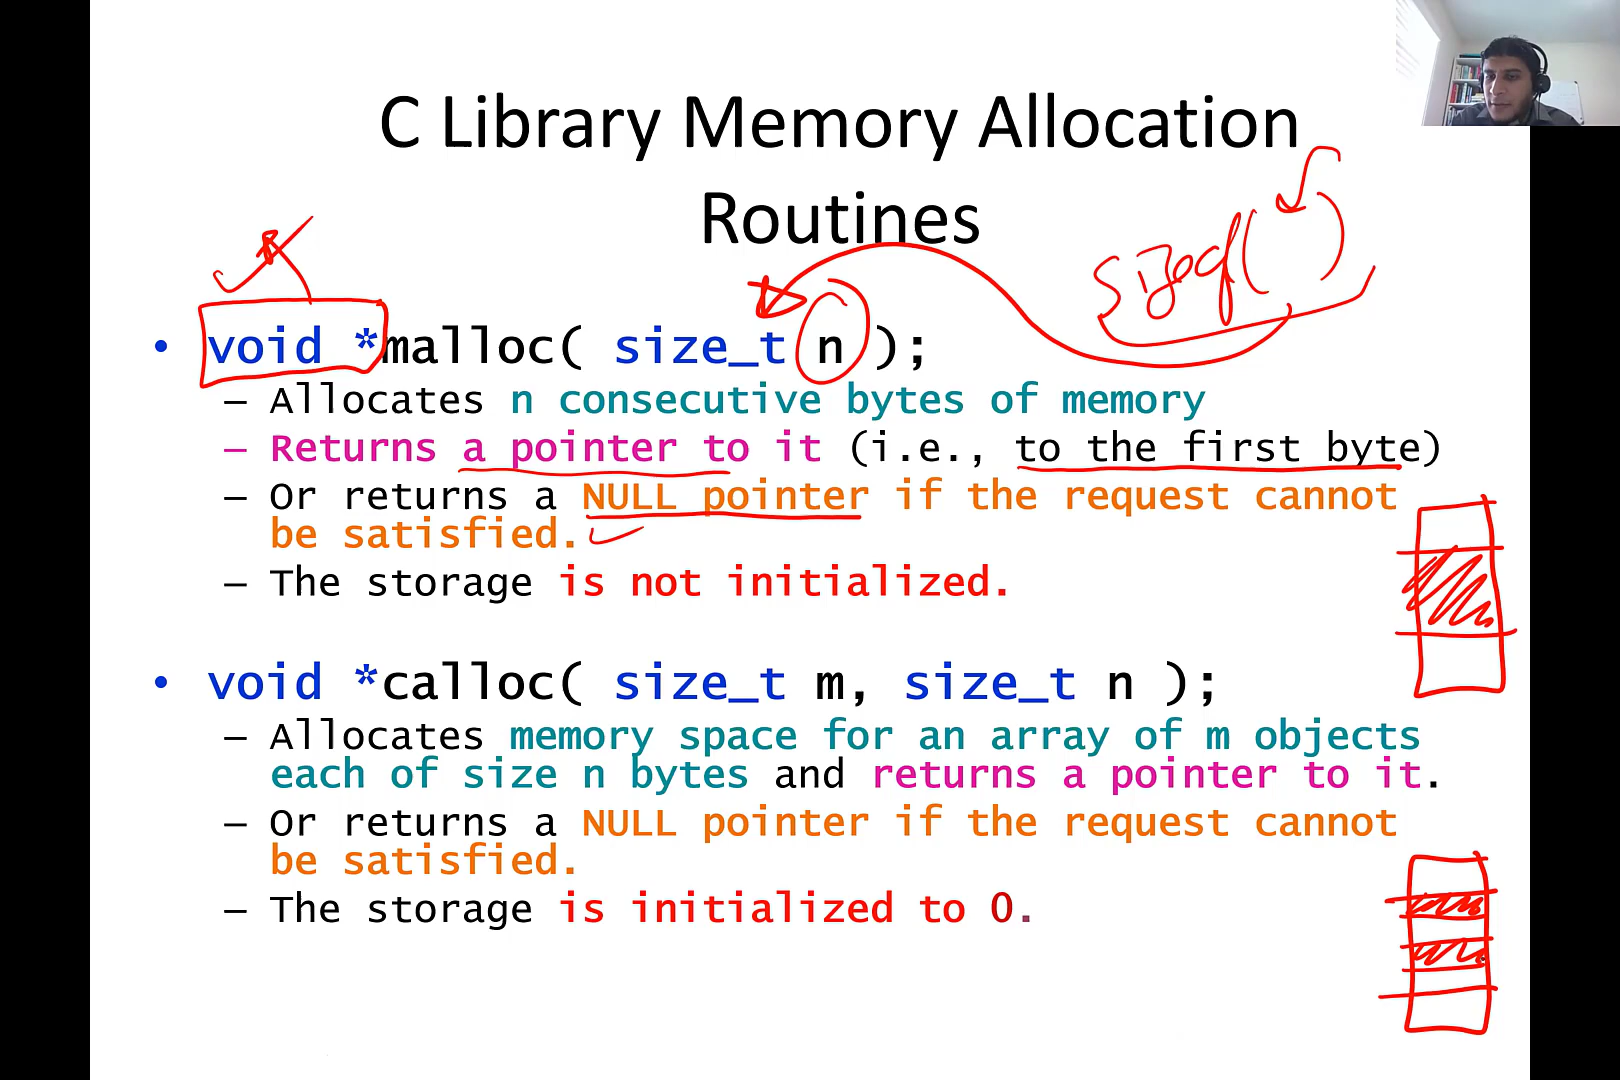 C Library Memory Allocation
Routines
sizeof( )
• void *malloc( size_t n );
– Allocates n consecutive bytes of memory
– Returns a pointer to it (i.e., to the first byte)
– Or returns a NULL pointer if the request cannot
be satisfied.
– The storage is not initialized.
• void *calloc( size_t m, size_t n );
– Allocates memory space for an array of m objects
each of size n bytes and returns a pointer to it.
– Or returns a NULL pointer if the request cannot
be satisfied.
– The storage is initialized to 0.